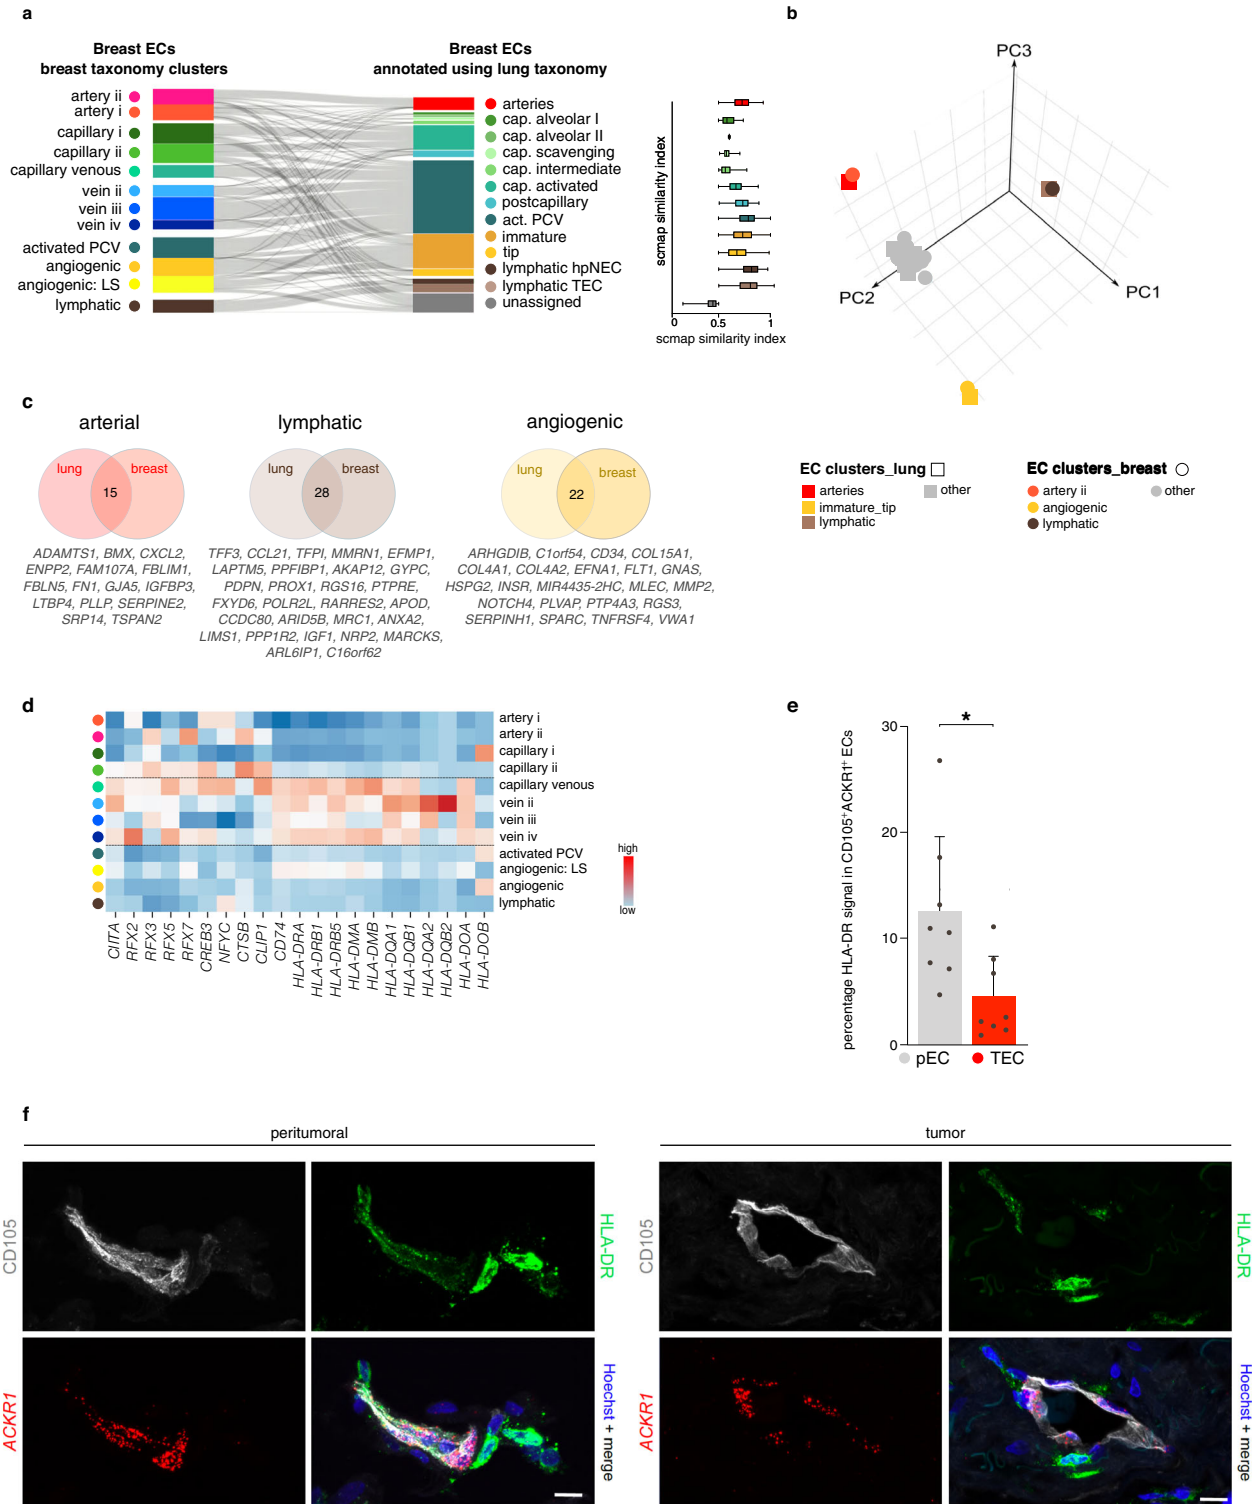 a
Breast ECs
breast taxonomy clusters
Breast ECs
annotated using lung taxonomy
artery ii
artery i
capillary i
capillary ii
capillary venous
vein ii
vein iii
vein iv
activated PCV
angiogenic
angiogenic: LS
lymphatic
arteries
cap. alveolar I
cap. alveolar II
cap. scavenging
cap. intermediate
cap. activated
postcapillary
act. PCV
immature
tip
lymphatic hpNEC
lymphatic TEC
unassigned
scmap similarity index
0 0.5 1
scmap similarity index
b
PC3
PC2
PC1
EC clusters_lung
arteries
other
immature_tip
lymphatic
EC clusters_breast
artery ii
other
angiogenic
lymphatic
c
arterial
lung
breast
15
ADAMTS1, BMX, CXCL2,
ENPP2, FAM107A, FBLIM1,
FBLN5, FN1, GJA5, IGFBP3,
LTBP4, PLLP, SERPINE2,
SRP14, TSPAN2
lymphatic
lung
breast
28
TFF3, CCL21, TFPI, MMRN1, EFMP1,
LAPTM5, PPFIBP1, AKAP12, GYPC,
PDPN, PROX1, RGS16, PTPRE,
FXYD6, POLR2L, RARRES2, APOD,
CCDC80, ARID5B, MRC1, ANXA2,
LIMS1, PPP1R2, IGF1, NRP2, MARCKS,
ARL6IP1, C16orf62
angiogenic
lung
breast
22
ARHGDIB, C1orf54, CD34, COL15A1,
COL4A1, COL4A2, EFNA1, FLT1, GNAS,
HSPG2, INSR, MIR4435-2HC, MLEC, MMP2,
NOTCH4, PLVAP, PTP4A3, RGS3,
SERPINH1, SPARC, TNFRSF4, VWA1
d
artery i
artery ii
capillary i
capillary ii
capillary venous
vein ii
vein iii
vein iv
activated PCV
angiogenic: LS
angiogenic
lymphatic
CIITA
RFX2
RFX3
RFX5
RFX7
CREB3
NFYC
CTSB
CLIP1
CD74
HLA-DRA
HLA-DRB1
HLA-DRB5
HLA-DMA
HLA-DMB
HLA-DQA1
HLA-DQB1
HLA-DQA2
HLA-DQB2
HLA-DOA
HLA-DOB
high
low
e
percentage HLA-DR signal in CD105+ACKR1+ ECs
30
20
10
0
*
pEC
TEC
f
peritumoral
tumor
CD105
HLA-DR
ACKR1
Hoechst + merge
CD105
HLA-DR
ACKR1
Hoechst + merge